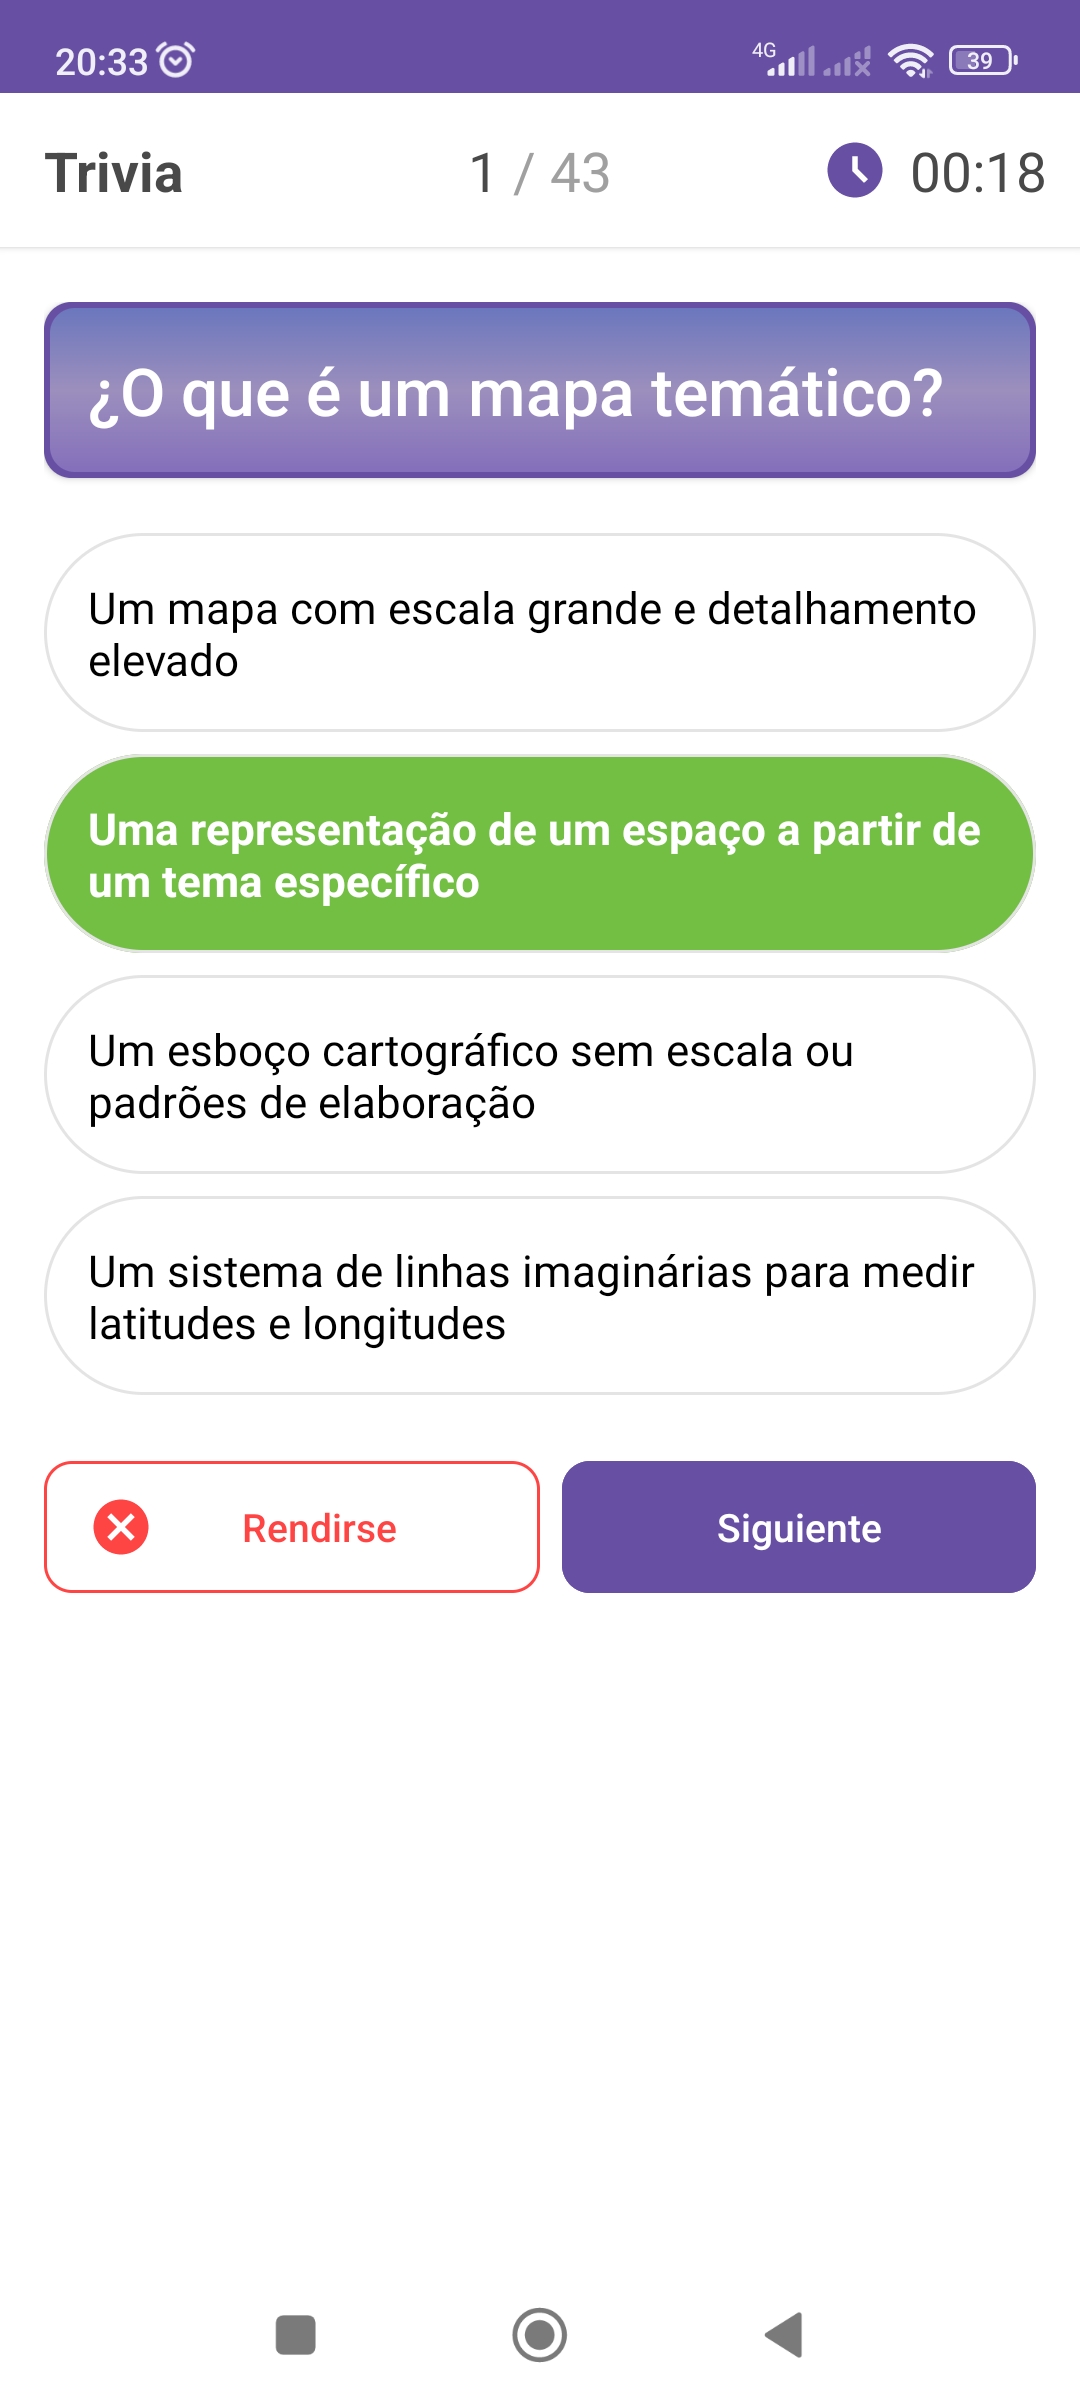 20:33
4G
39
Trivia
1 / 43
00:18
¿O que é um mapa temático?
Um mapa com escala grande e detalhamento
elevado
Uma representação de um espaço a partir de
um tema específico
Um esboço cartográfico sem escala ou
padrões de elaboração
Um sistema de linhas imaginárias para medir
latitudes e longitudes
Rendirse
Siguiente